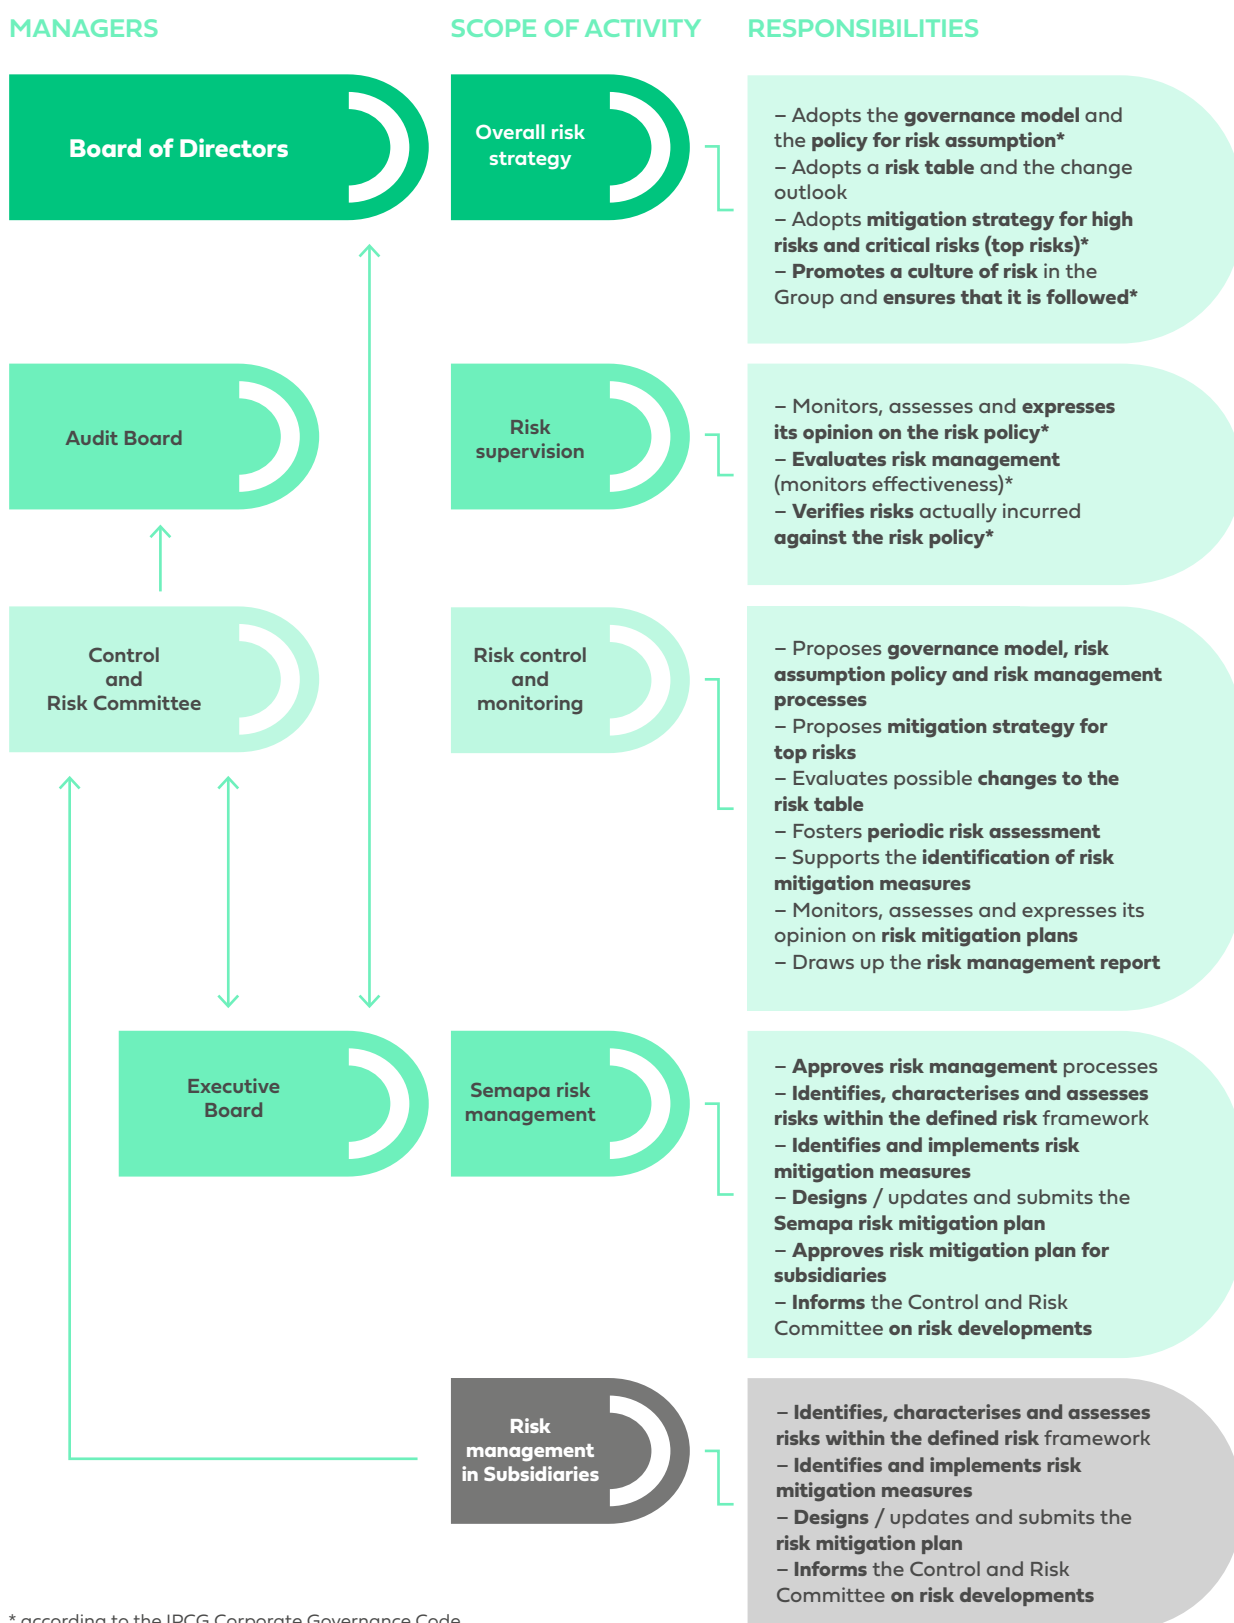 MANAGERS
SCOPE OF ACTIVITY
RESPONSIBILITIES
Board of Directors
Overall risk
strategy
– Adopts the governance model and
the policy for risk assumption*
– Adopts a risk table and the change
outlook
– Adopts mitigation strategy for high
risks and critical risks (top risks)*
– Promotes a culture of risk in the
Group and ensures that it is followed*
Audit Board
Risk
supervision
– Monitors, assesses and expresses
its opinion on the risk policy*
– Evaluates risk management
(monitors effectiveness)*
– Verifies risks actually incurred
against the risk policy*
Control
and
Risk Committee
Risk control
and
monitoring
– Proposes governance model, risk
assumption policy and risk management
processes
– Proposes mitigation strategy for
top risks
– Evaluates possible changes to the
risk table
– Fosters periodic risk assessment
– Supports the identification of risk
mitigation measures
– Monitors, assesses and expresses its
opinion on risk mitigation plans
– Draws up the risk management report
Executive
Board
Semapa risk
management
– Approves risk management processes
– Identifies, characterises and assesses
risks within the defined risk framework
– Identifies and implements risk
mitigation measures
– Designs / updates and submits the
Semapa risk mitigation plan
– Approves risk mitigation plan for
subsidiaries
– Informs the Control and Risk
Committee on risk developments
Risk
management
in Subsidiaries
– Identifies, characterises and assesses
risks within the defined risk framework
– Identifies and implements risk
mitigation measures
– Designs / updates and submits the
risk mitigation plan
– Informs the Control and Risk
Committee on risk developments
* according to the IPCG Corporate Governance Code